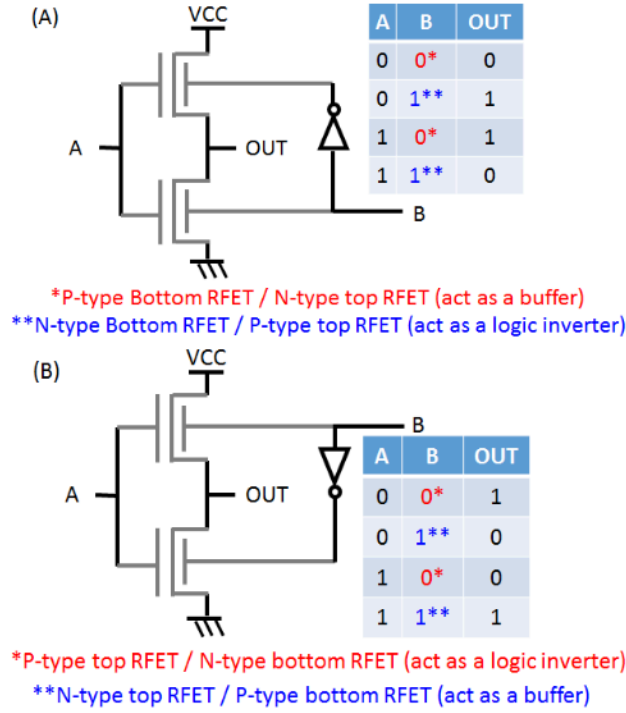 (A)
VCC
A B OUT
0 0* 0
0 1** 1
1 0* 1
1 1** 0
A
OUT
B
*P-type Bottom RFET / N-type top RFET (act as a buffer)
**N-type Bottom RFET / P-type top RFET (act as a logic inverter)
(B)
VCC
B
A B OUT
0 0* 1
0 1** 0
1 0* 0
1 1** 1
A
OUT
*P-type top RFET / N-type bottom RFET (act as a logic inverter)
**N-type top RFET / P-type bottom RFET (act as a buffer)